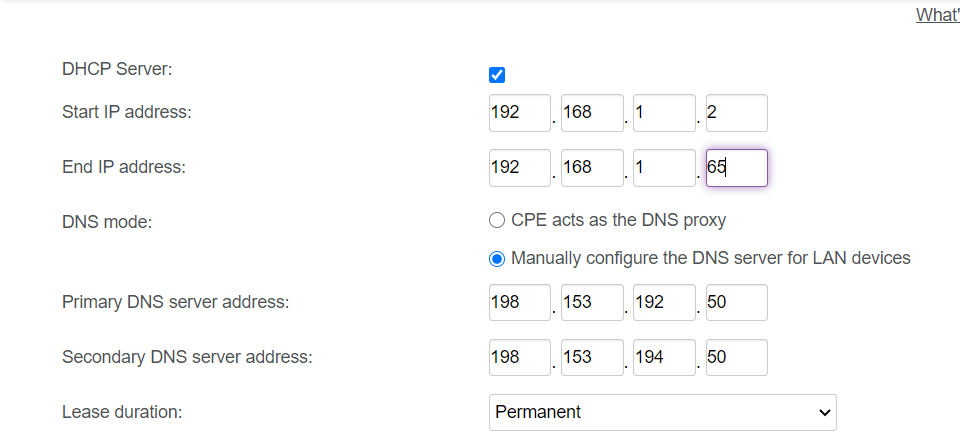 What'
DHCP Server:
Start IP address: 192 . 168 . 1 . 2
End IP address: 192 . 168 . 1 . 65
DNS mode: CPE acts as the DNS proxy
Manually configure the DNS server for LAN devices
Primary DNS server address: 198 . 153 . 192 . 50
Secondary DNS server address: 198 . 153 . 194 . 50
Lease duration: Permanent